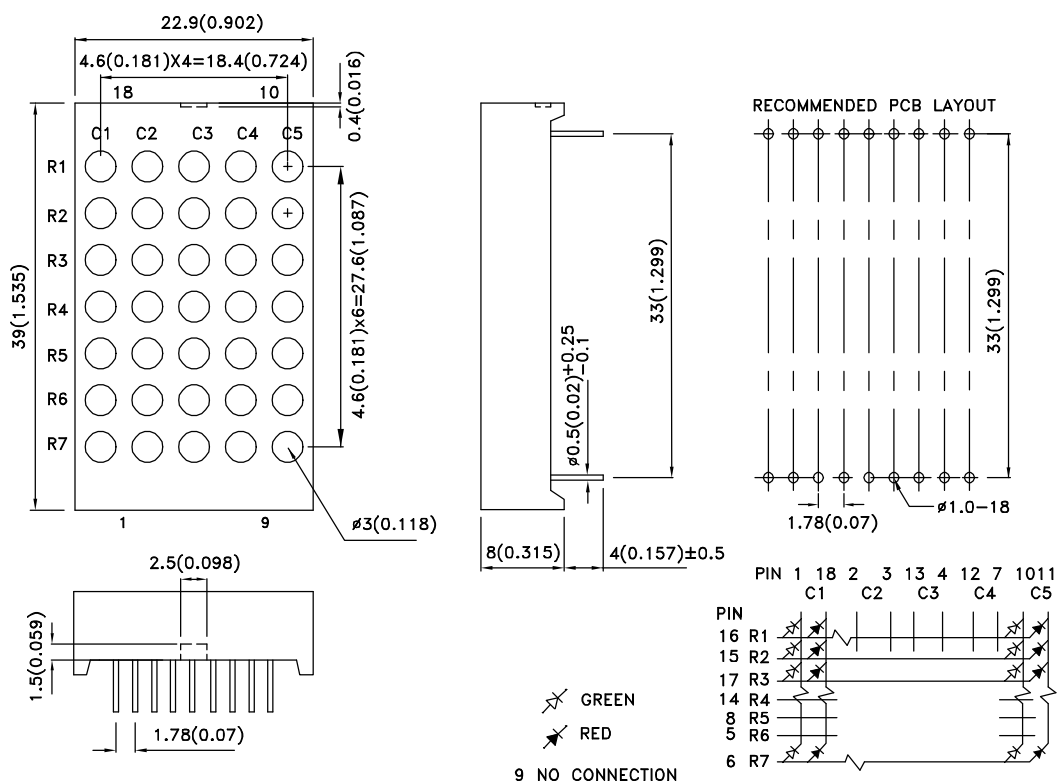 22.9(0.902)
4.6(0.181)X4=18.4(0.724)
18 10
0.4(0.016)
C1 C2 C3 C4 C5
R1
R2
R3
R4
R5
R6
R7
39(1.535)
4.6(0.181)x6=27.6(1.087)
1 9
ø3(0.118)
33(1.299)
ø0.5(0.02)+0.25
-0.1
8(0.315) 4(0.157)±0.5
RECOMMENDED PCB LAYOUT
33(1.299)
ø1.0-18
1.78(0.07)
2.5(0.098)
1.5(0.059)
1.78(0.07)
GREEN
RED
9 NO CONNECTION
PIN 1 18 2 3 13 4 12 7 1011
C1 C2 C3 C4 C5
PIN
16 R1
15 R2
17 R3
14 R4
8 R5
5 R6
6 R7